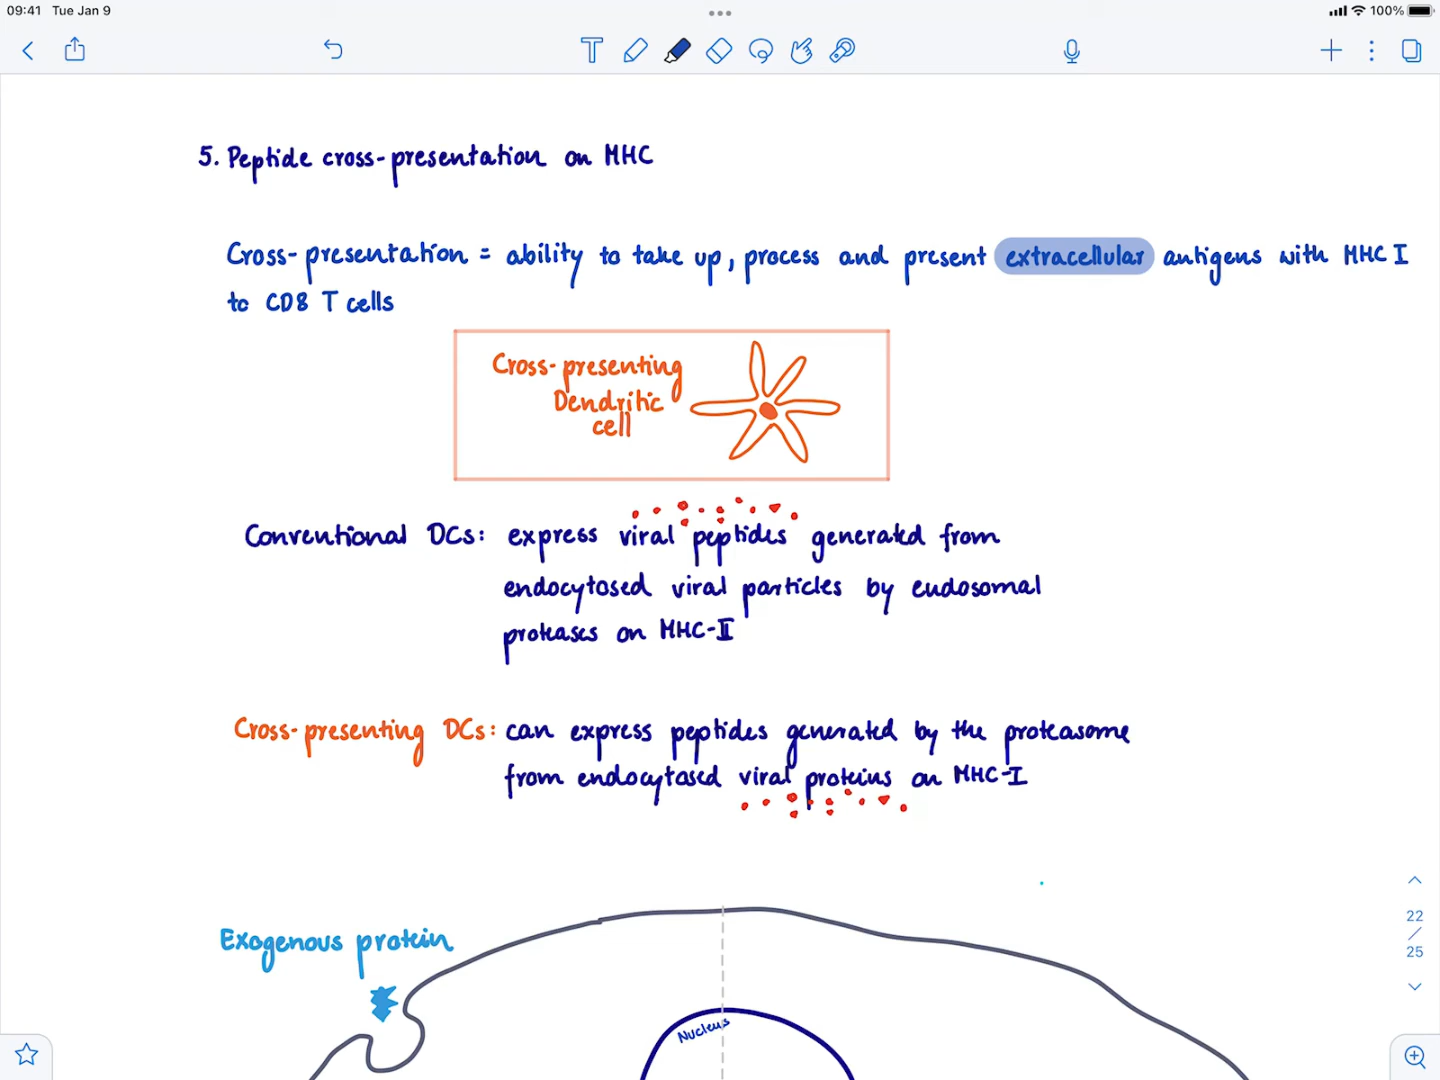 09:41 Tue Jan 9
100%
5. Peptide cross-presentation on MHC
Cross-presentation = ability to take up, process and present extracellular antigens with MHC I
to CD8 T cells
Cross-presenting
Dendritic
cell
Conventional DCs: express viral peptides generated from
endocytosed viral particles by endosomal
proteases on MHC-II
Cross-presenting DCs: can express peptides generated by the proteasome
from endocytosed viral proteins on MHC-I
Exogenous protein
Nucleus
22
/
25